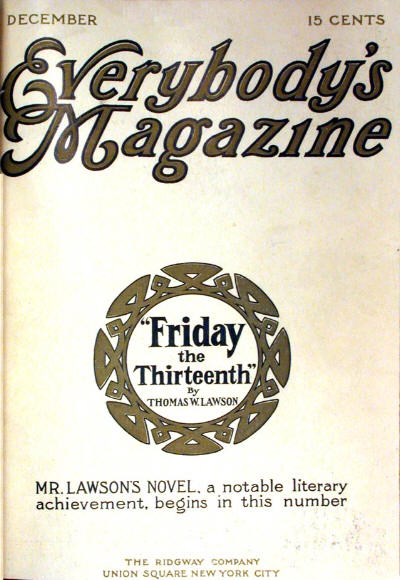 DECEMBER 15 CENTS
Everybody's
Magazine
"Friday
the
Thirteenth"
By
THOMAS W. LAWSON
MR. LAWSON'S NOVEL, a notable literary
achievement, begins in this number
THE RIDGWAY COMPANY
UNION SQUARE NEW YORK CITY